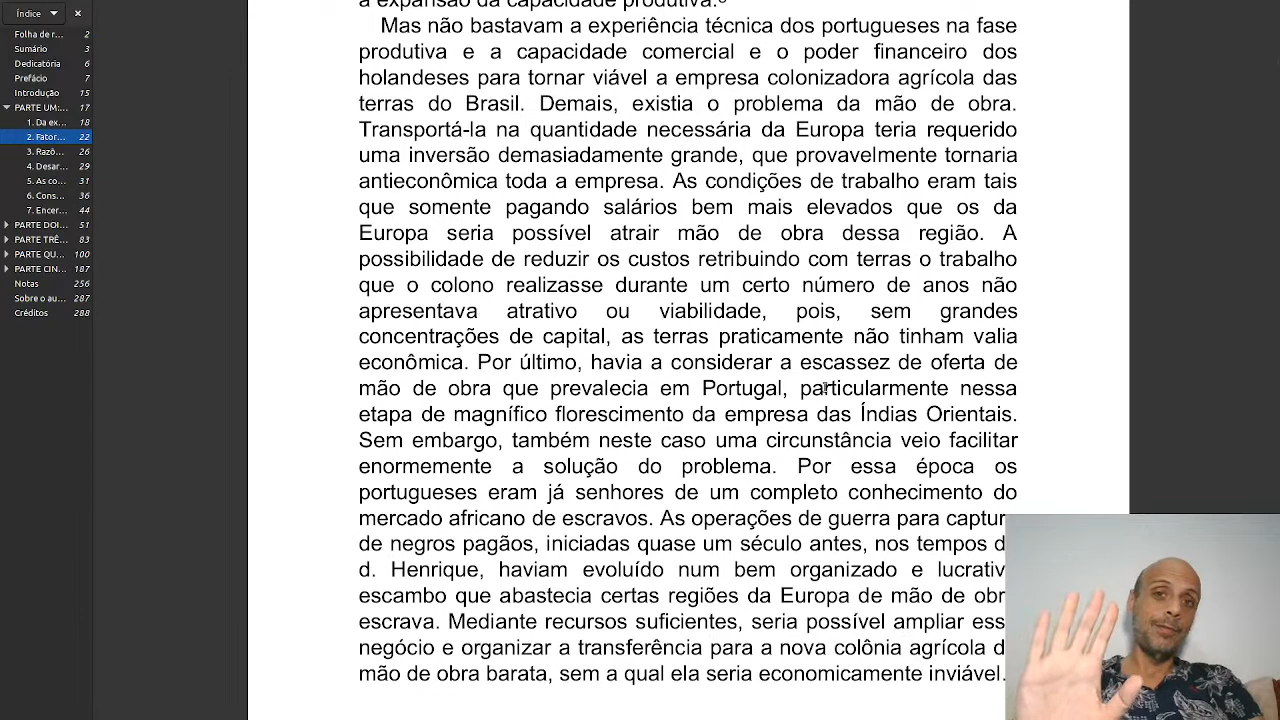 Índice
Folha de r... 2
Sumário 3
Dedicatória 6
Prefácio 7
Introdução 15
PARTE UM:... 17
1. Da ex... 18
2. Fator... 22
3. Razõ... 26
4. Desar... 29
5. As co... 31
6. Cons... 36
7. Encer... 44
PARTE DOI... 51
PARTE TRÊ... 83
PARTE QU... 100
PARTE CIN... 187
Notas 256
Sobre o au... 287
Créditos 288
a expansão da capacidade produtiva.
Mas não bastavam a experiência técnica dos portugueses na fase
produtiva e a capacidade comercial e o poder financeiro dos
holandeses para tornar viável a empresa colonizadora agrícola das
terras do Brasil. Demais, existia o problema da mão de obra.
Transportá-la na quantidade necessária da Europa teria requerido
uma inversão demasiadamente grande, que provavelmente tornaria
antieconômica toda a empresa. As condições de trabalho eram tais
que somente pagando salários bem mais elevados que os da
Europa seria possível atrair mão de obra dessa região. A
possibilidade de reduzir os custos retribuindo com terras o trabalho
que o colono realizasse durante um certo número de anos não
apresentava atrativo ou viabilidade, pois, sem grandes
concentrações de capital, as terras praticamente não tinham valia
econômica. Por último, havia a considerar a escassez de oferta de
mão de obra que prevalecia em Portugal, particularmente nessa
etapa de magnífico florescimento da empresa das Índias Orientais.
Sem embargo, também neste caso uma circunstância veio facilitar
enormemente a solução do problema. Por essa época os
portugueses eram já senhores de um completo conhecimento do
mercado africano de escravos. As operações de guerra para captur
de negros pagãos, iniciadas quase um século antes, nos tempos d
d. Henrique, haviam evoluído num bem organizado e lucrativ
escambo que abastecia certas regiões da Europa de mão de obr
escrava. Mediante recursos suficientes, seria possível ampliar ess
negócio e organizar a transferência para a nova colônia agrícola d
mão de obra barata, sem a qual ela seria economicamente inviável.